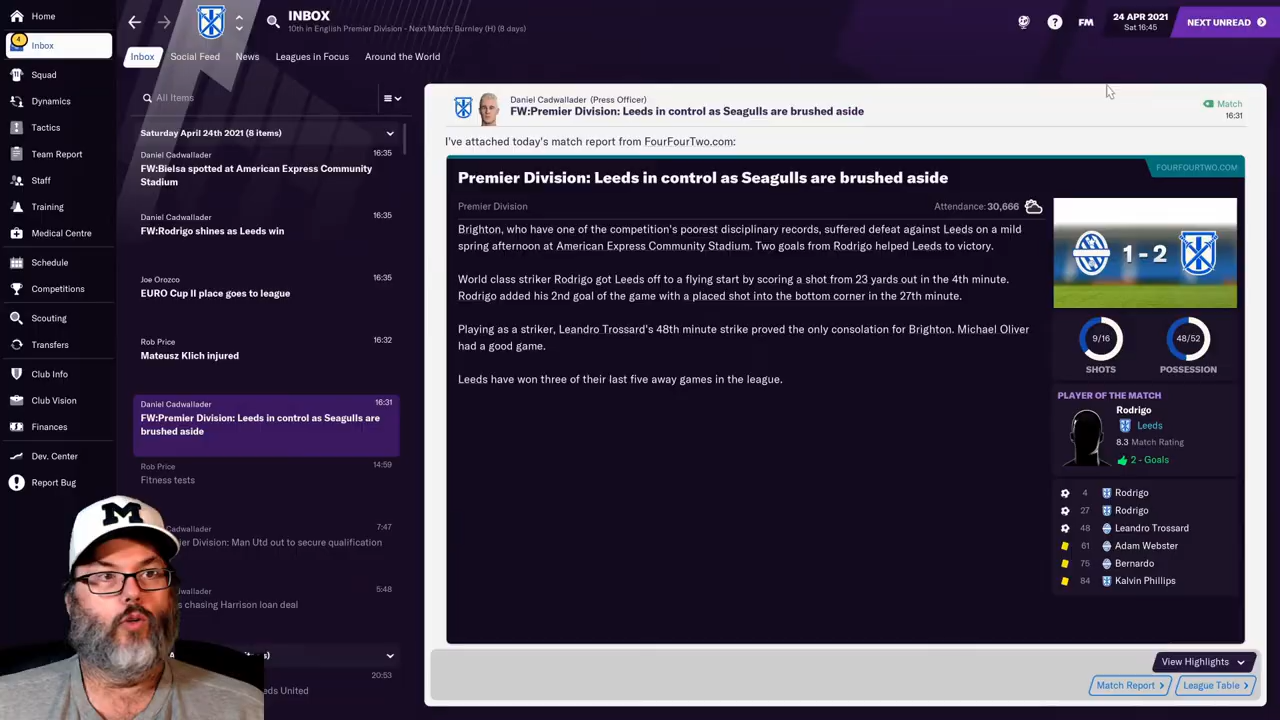 Home
INBOX
10th in English Premier Division - Next Match: Burnley (H) (8 days)
FM
24 APR 2021
Sat 16:45
NEXT UNREAD
4
Inbox
Squad
Dynamics
Tactics
Team Report
Staff
Training
Medical Centre
Schedule
Competitions
Scouting
Transfers
Club Info
Club Vision
Finances
Dev. Center
Report Bug
Inbox
Social Feed
News
Leagues in Focus
Around the World
All Items
Saturday April 24th 2021 (8 items)
Daniel Cadwallader
16:35
FW:Bielsa spotted at American Express Community
Stadium
Daniel Cadwallader
16:35
FW:Rodrigo shines as Leeds win
Joe Orozco
16:35
EURO Cup II place goes to league
Rob Price
16:32
Mateusz Klich injured
Daniel Cadwallader
16:31
FW:Premier Division: Leeds in control as Seagulls are
brushed aside
Rob Price
14:59
Fitness tests
Cadwallader
7:47
Division: Man Utd out to secure qualification
Cadwallader
5:48
chasing Harrison loan deal
20:53
Leeds United
M
Daniel Cadwallader (Press Officer)
FW:Premier Division: Leeds in control as Seagulls are brushed aside
Match
16:31
I've attached today's match report from FourFourTwo.com:
FOURFOURTWO.COM
Premier Division: Leeds in control as Seagulls are brushed aside
Premier Division
Attendance: 30,666
Brighton, who have one of the competition's poorest disciplinary records, suffered defeat against Leeds on a mild
spring afternoon at American Express Community Stadium. Two goals from Rodrigo helped Leeds to victory.
World class striker Rodrigo got Leeds off to a flying start by scoring a shot from 23 yards out in the 4th minute.
Rodrigo added his 2nd goal of the game with a placed shot into the bottom corner in the 27th minute.
Playing as a striker, Leandro Trossard's 48th minute strike proved the only consolation for Brighton. Michael Oliver
had a good game.
Leeds have won three of their last five away games in the league.
1 - 2
9/16
48/52
SHOTS
POSSESSION
PLAYER OF THE MATCH
Rodrigo
Leeds
8.3 Match Rating
2 - Goals
4 Rodrigo
27 Rodrigo
48 Leandro Trossard
61 Adam Webster
75 Bernardo
84 Kalvin Phillips
View Highlights
Match Report
League Table